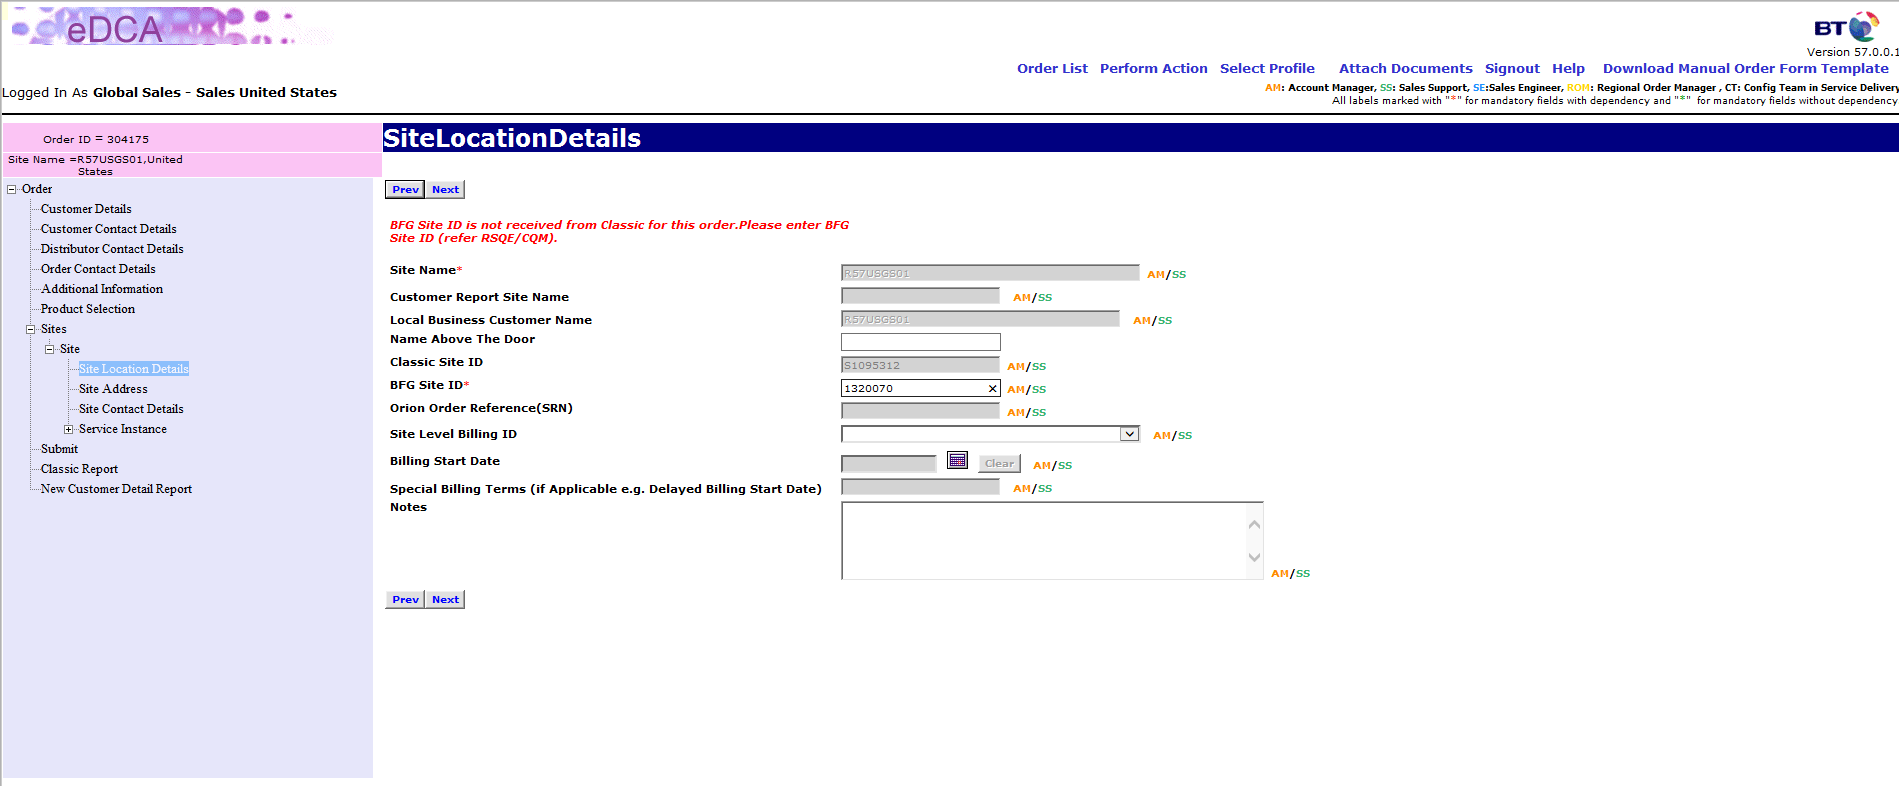 eDCA
BT
Version 57.0.0.1
Order List Perform Action Select Profile Attach Documents Signout Help Download Manual Order Form Template
Logged In As Global Sales - Sales United States
AM: Account Manager, SS: Sales Support, SE:Sales Engineer, ROM: Regional Order Manager , CT: Config Team in Service Delivery
All labels marked with "*" for mandatory fields with dependency and "*" for mandatory fields without dependency
Order ID = 304175
Site Name =R57USGS01,United
States
Order
Customer Details
Customer Contact Details
Distributor Contact Details
Order Contact Details
Additional Information
Product Selection
Sites
Site
Site Location Details
Site Address
Site Contact Details
Service Instance
Submit
Classic Report
New Customer Detail Report
SiteLocationDetails
Prev Next
BFG Site ID is not received from Classic for this order.Please enter BFG
Site ID (refer RSQE/CQM).
Site Name* R57USGS01 AM/SS
Customer Report Site Name AM/SS
Local Business Customer Name R57USGS01 AM/SS
Name Above The Door
Classic Site ID S1095312 AM/SS
BFG Site ID* 1320070 AM/SS
Orion Order Reference(SRN) AM/SS
Site Level Billing ID AM/SS
Billing Start Date Clear AM/SS
Special Billing Terms (if Applicable e.g. Delayed Billing Start Date) AM/SS
Notes AM/SS
Prev Next